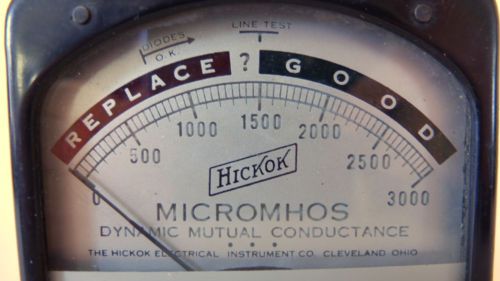 LINE TEST
DIODES
O.K.
REPLACE ? GOOD
0 500 1000 1500 2000 2500 3000
HICKOK
MICROMHOS
DYNAMIC MUTUAL CONDUCTANCE
THE HICKOK ELECTRICAL INSTRUMENT CO. CLEVELAND OHIO